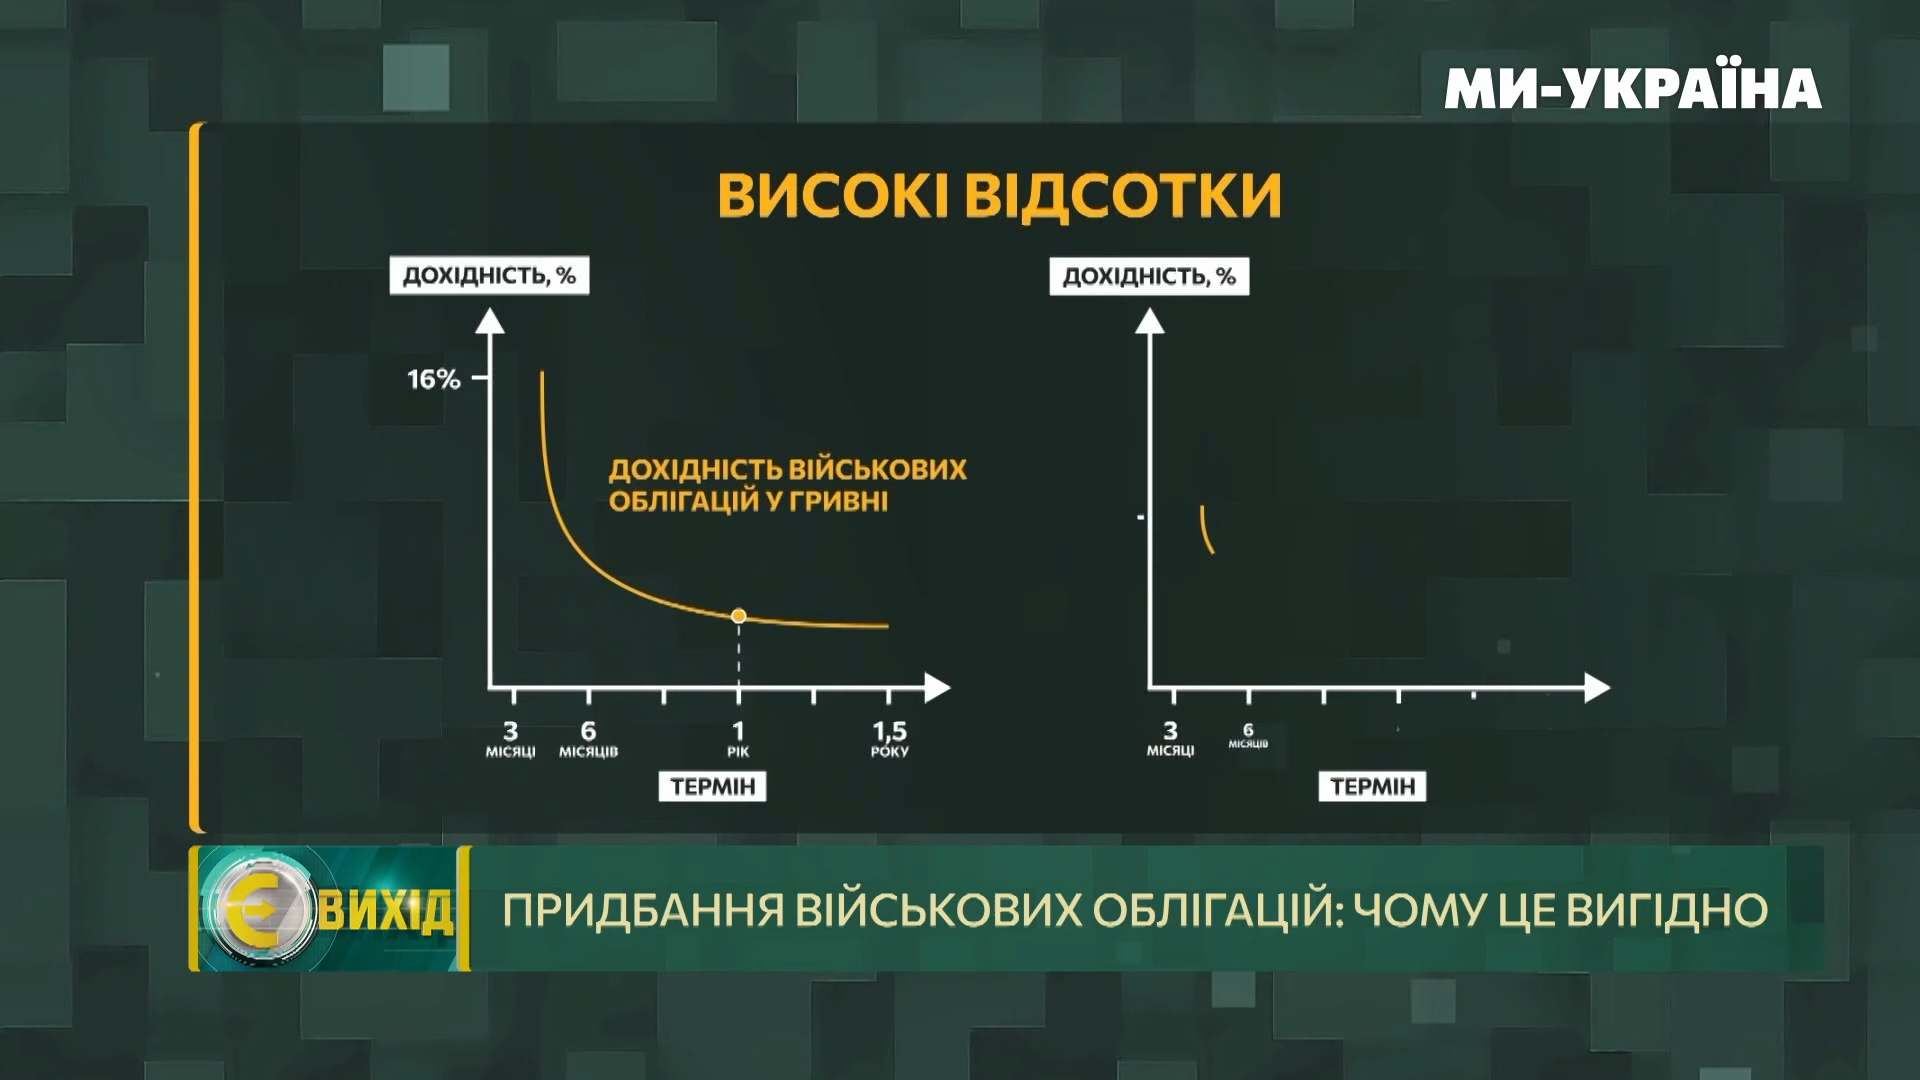 МИ-УКРАЇНА
ВИСОКІ ВІДСОТКИ
ДОХІДНІСТЬ, %
16%
ДОХІДНІСТЬ ВІЙСЬКОВИХ
ОБЛІГАЦІЙ У ГРИВНІ
3
МІСЯЦІ
6
МІСЯЦІВ
1
РІК
1,5
РОКУ
ТЕРМІН
ДОХІДНІСТЬ, %
3
МІСЯЦІ
6
МІСЯЦІВ
ТЕРМІН
Є ВИХІД
ПРИДБАННЯ ВІЙСЬКОВИХ ОБЛІГАЦІЙ: ЧОМУ ЦЕ ВИГІДНО